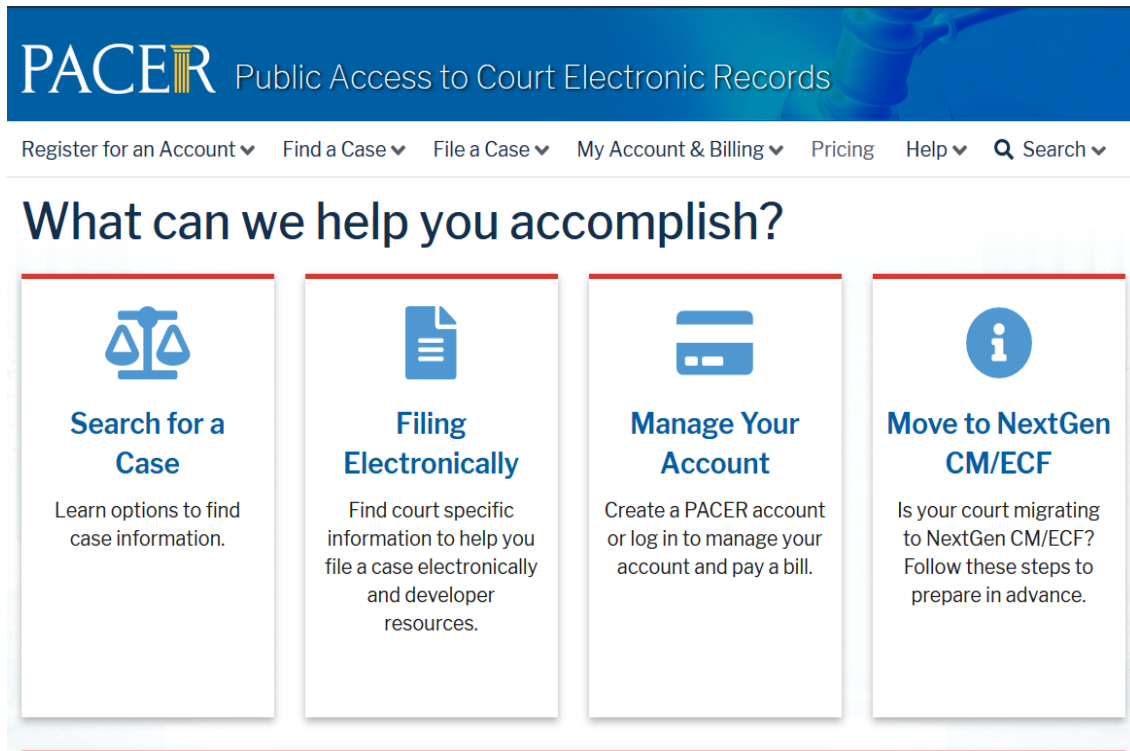 PACER Public Access to Court Electronic Records
Register for an Account Find a Case File a Case My Account & Billing Pricing Help Search
What can we help you accomplish?
Search for a
Case
Learn options to find
case information.
Filing
Electronically
Find court specific
information to help you
file a case electronically
and developer
resources.
Manage Your
Account
Create a PACER account
or log in to manage your
account and pay a bill.
Move to NextGen
CM/ECF
Is your court migrating
to NextGen CM/ECF?
Follow these steps to
prepare in advance.